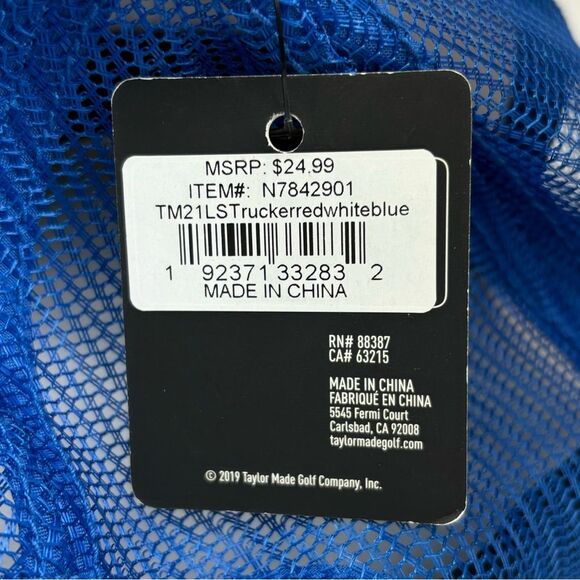 MSRP: $24.99
ITEM#: N7842901
TM21LSTruckerredwhiteblue
1 92371 33283 2
MADE IN CHINA
RN# 88387
CA# 63215
MADE IN CHINA
FABRIQUÉ EN CHINA
5545 Fermi Court
Carlsbad, CA 92008
taylormadegolf.com
© 2019 Taylor Made Golf Company, Inc.